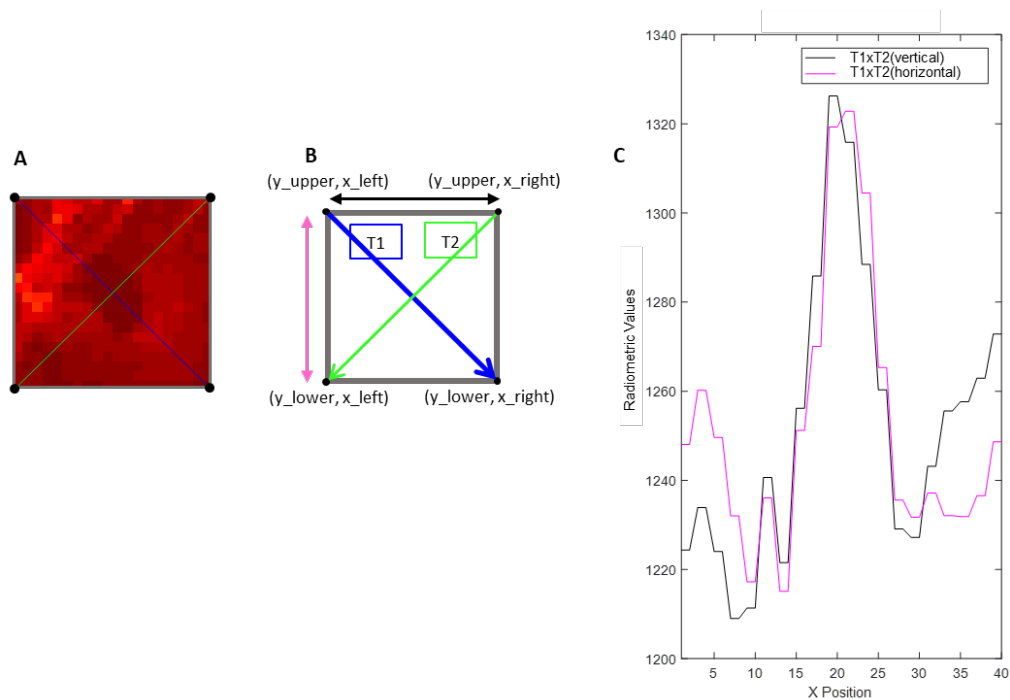 A
B
(y_upper, x_left)
(y_upper, x_right)
T1
T2
(y_lower, x_left)
(y_lower, x_right)
C
T1xT2(vertical)
T1xT2(horizontal)
Radiometric Values
1340
1320
1300
1280
1260
1240
1220
1200
5
10
15
20
25
30
35
40
X Position